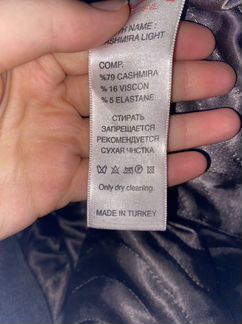 R NAME :
CASHMIRA LIGHT
COMP.
%79 CASHMIRA
% 16 VISCON
% 5 ELASTANE
СТИРАТЬ
ЗАПРЕЩАЕТСЯ
РЕКОМЕНДУЕТСЯ
СУХАЯ ЧИСТКА
Only dry cleaning.
MADE IN TURKEY